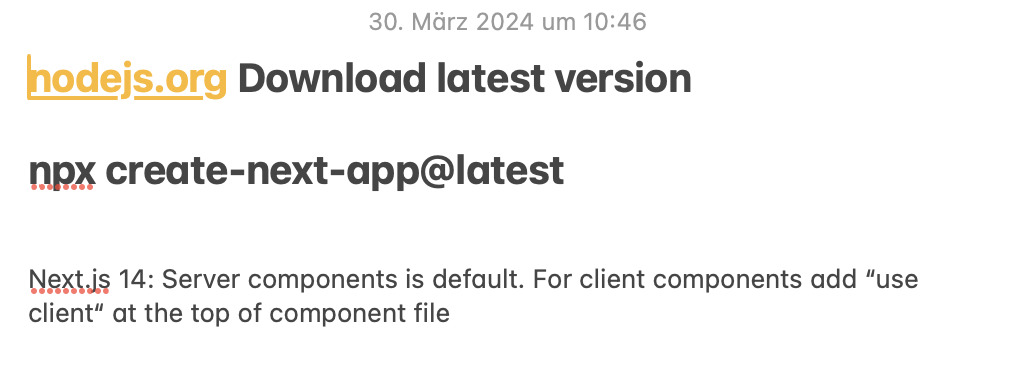 30. März 2024 um 10:46
nodejs.org Download latest version
npx create-next-app@latest
Next.js 14: Server components is default. For client components add “use
client“ at the top of component file